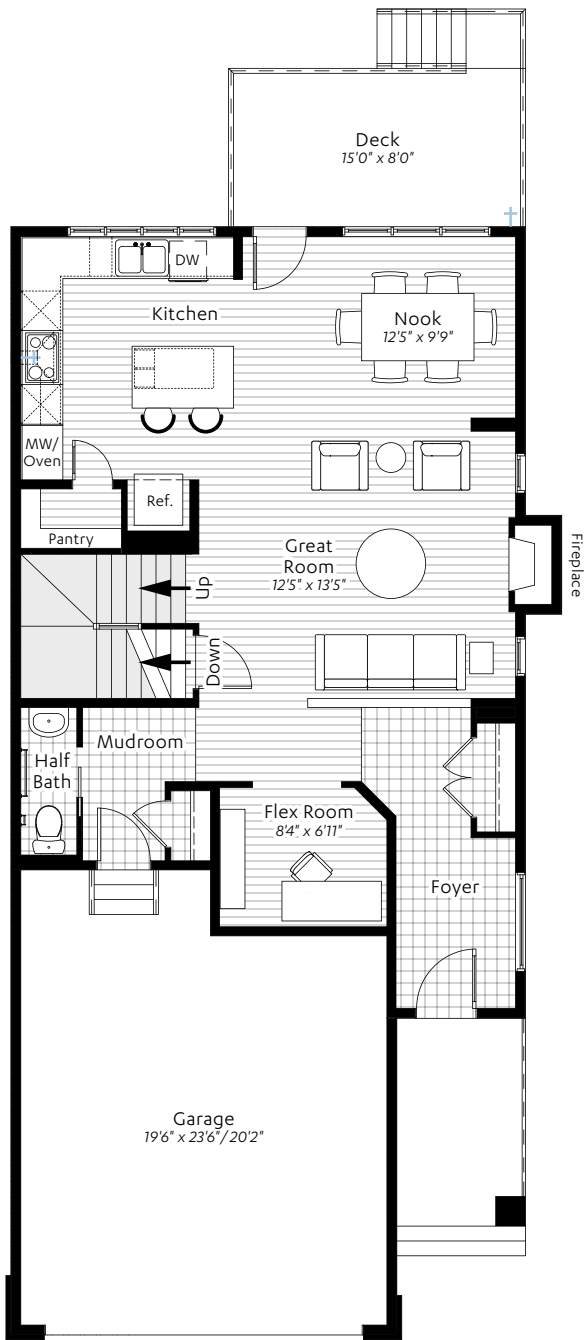 Deck
15'0" x 8'0"
DW
Kitchen
Nook
12'5" x 9'9"
MW/
Oven
Ref.
Pantry
Great
Room
12'5" x 13'5"
Fireplace
Up
Down
Mudroom
Half
Bath
Flex Room
8'4" x 6'11"
Foyer
Garage
19'6" x 23'6"/20'2"